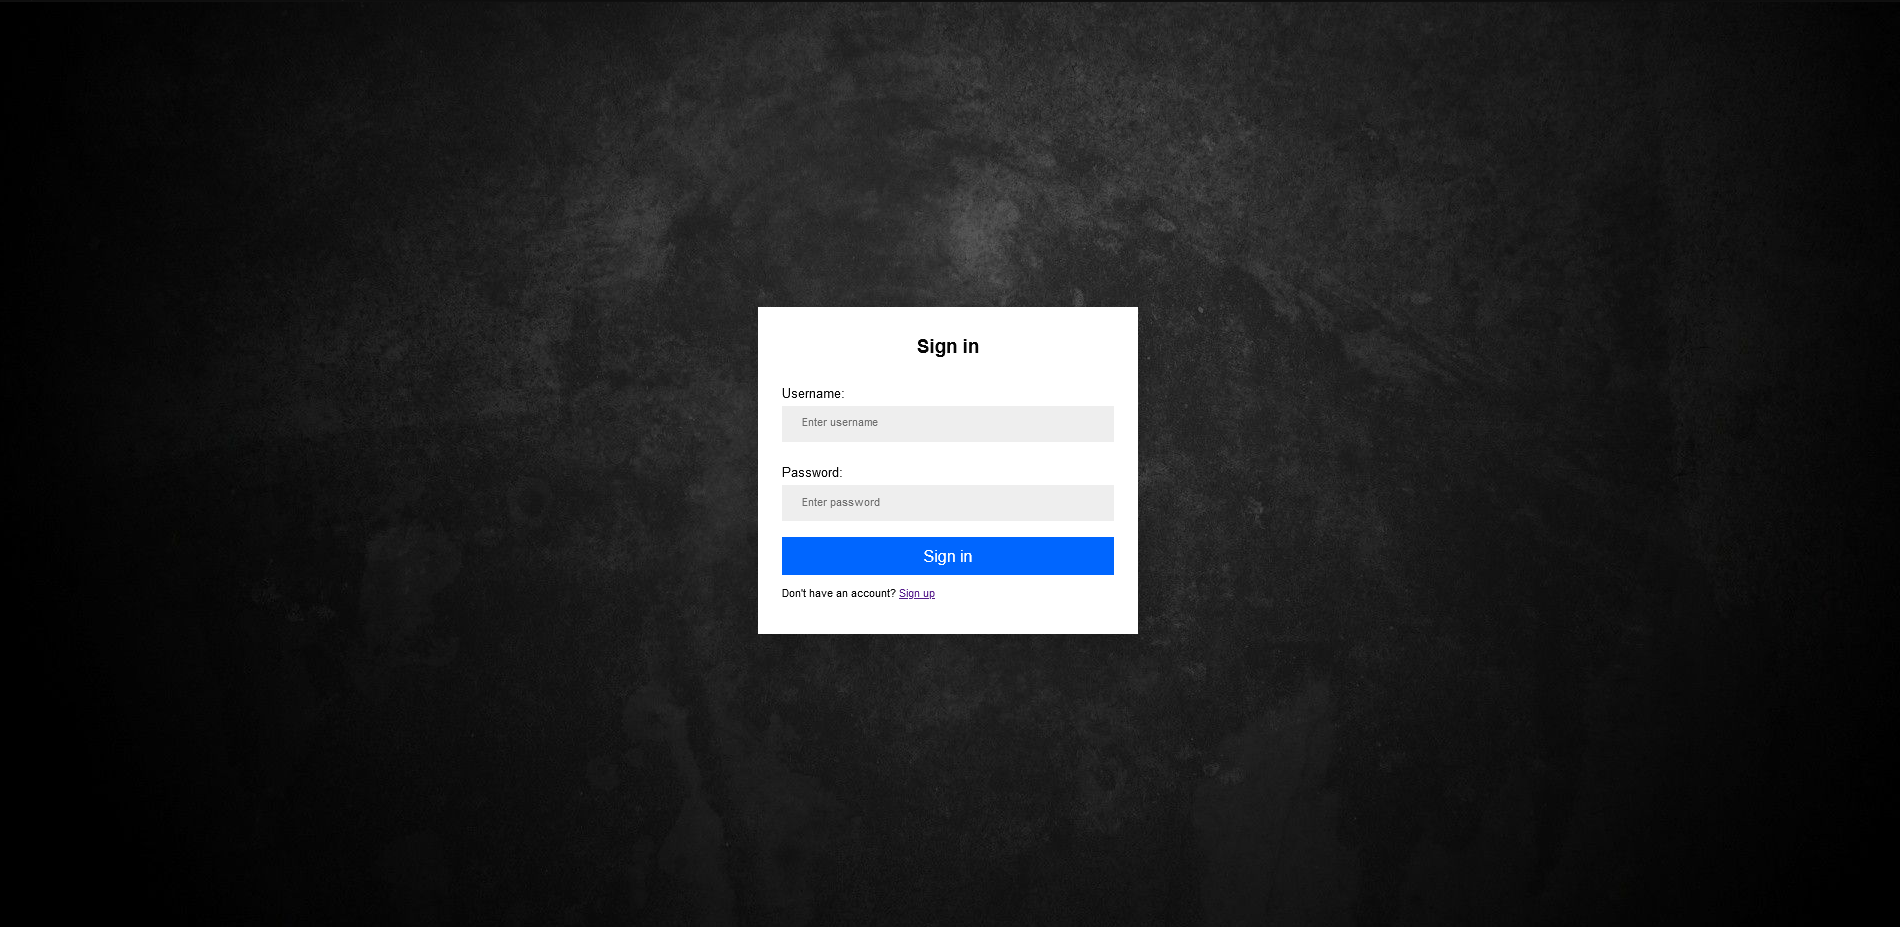 Sign in
Username:
Enter username
Password:
Enter password
Sign in
Don't have an account? Sign up